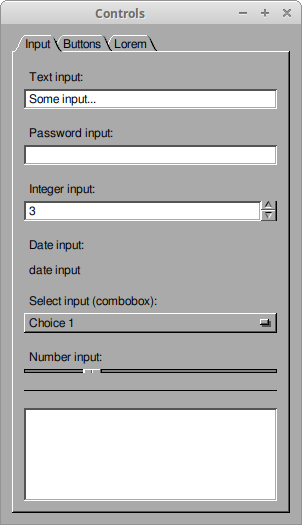 Controls
Input Buttons Lorem
Text input:
Some input...
Password input:
Integer input:
3
Date input:
date input
Select input (combobox):
Choice 1
Number input: